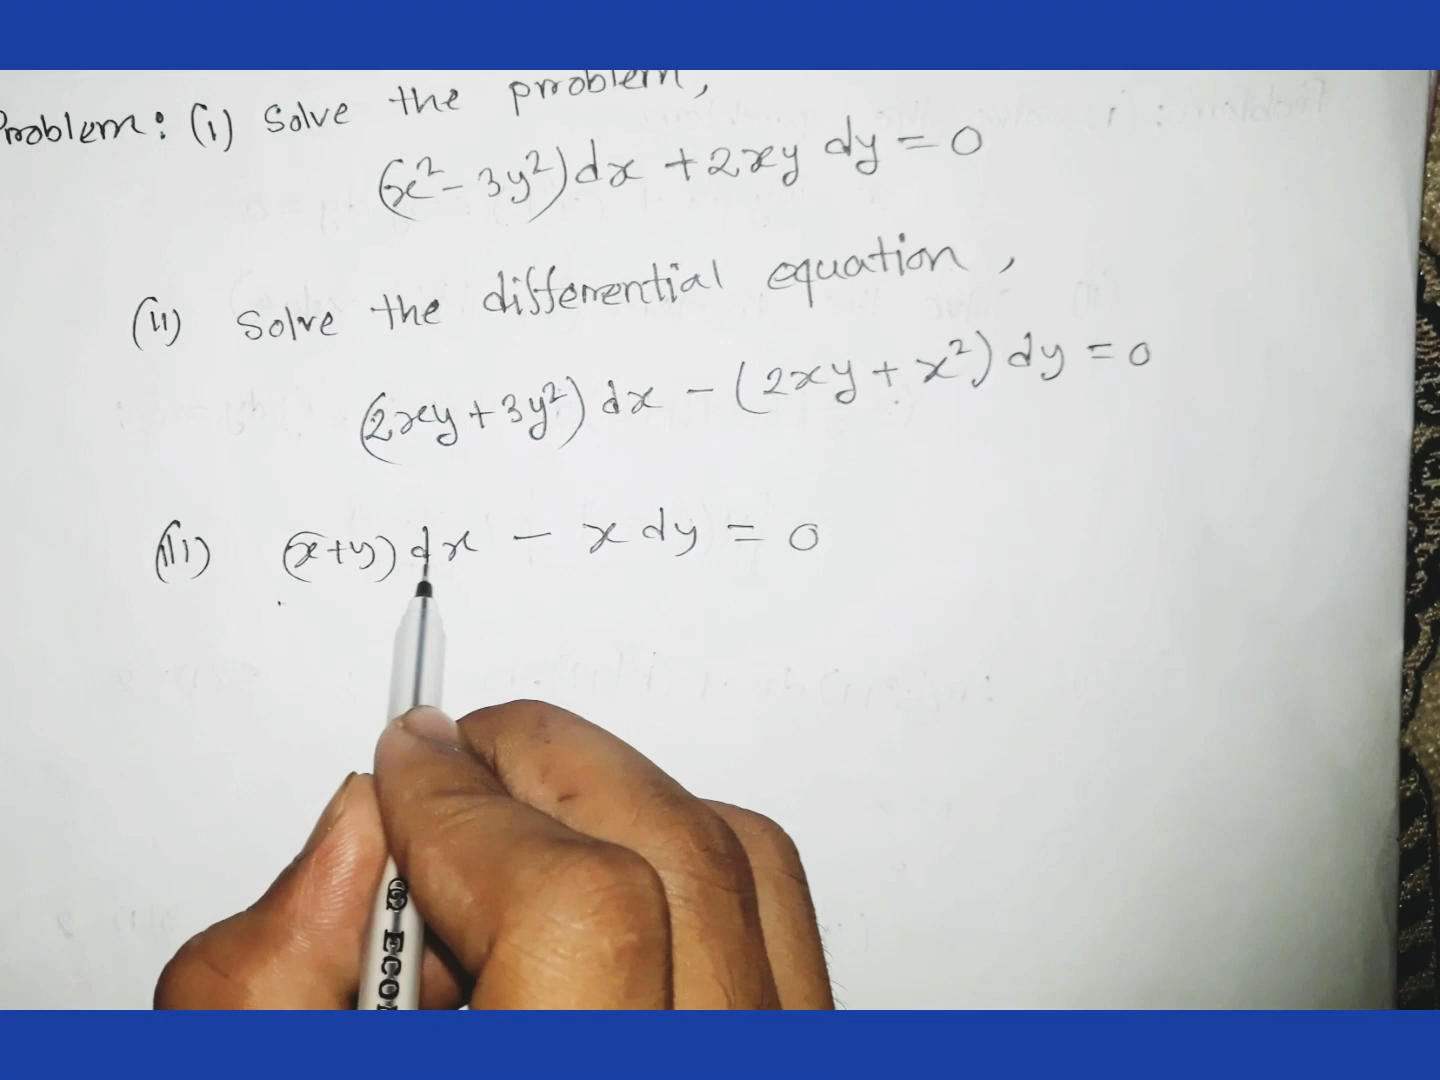 Problem: (i) Solve the problem,
(x²- 3y²)dx +2xy dy = 0
(ii) Solve the differential equation,
(2xy + 3y²) dx - (2xy + x²) dy = 0
(iii) (x+y) dx - x dy = 0
ECO